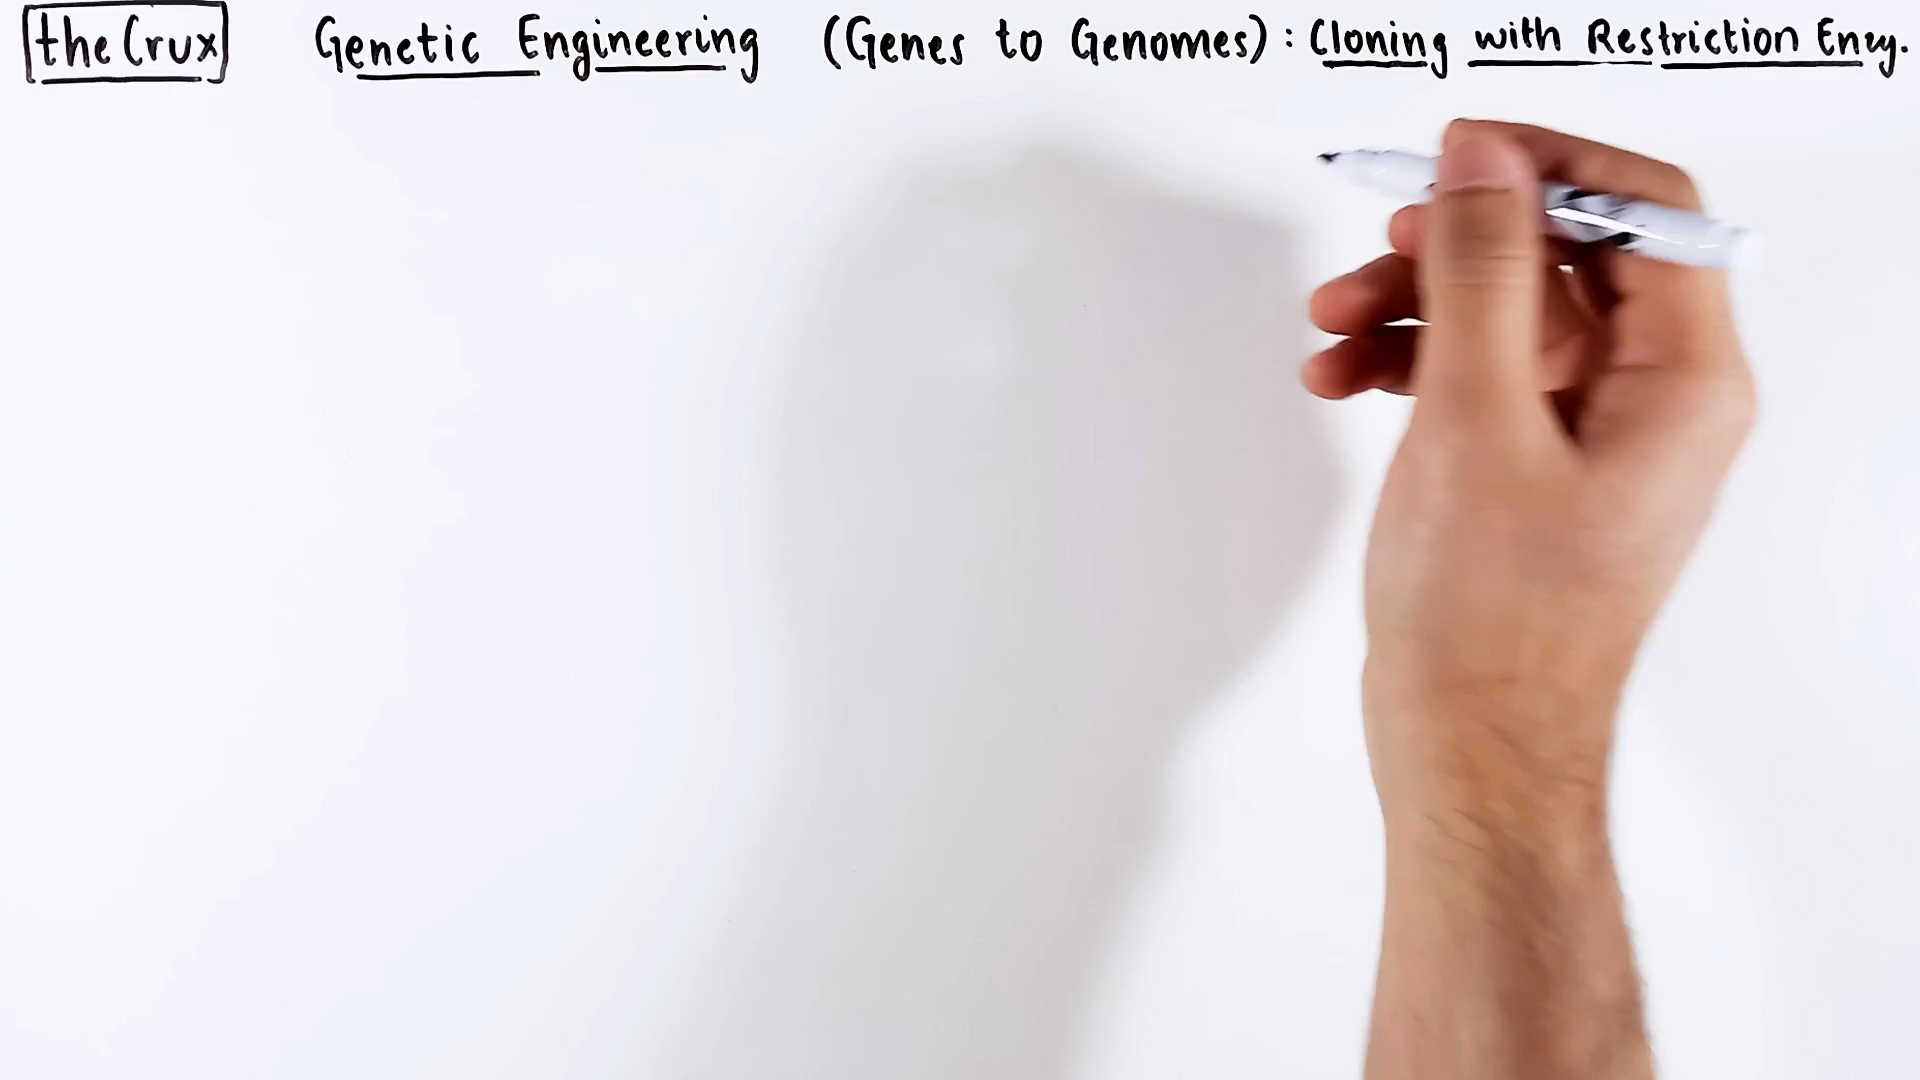 the Crux Genetic Engineering (Genes to Genomes): Cloning with Restriction Enzy.